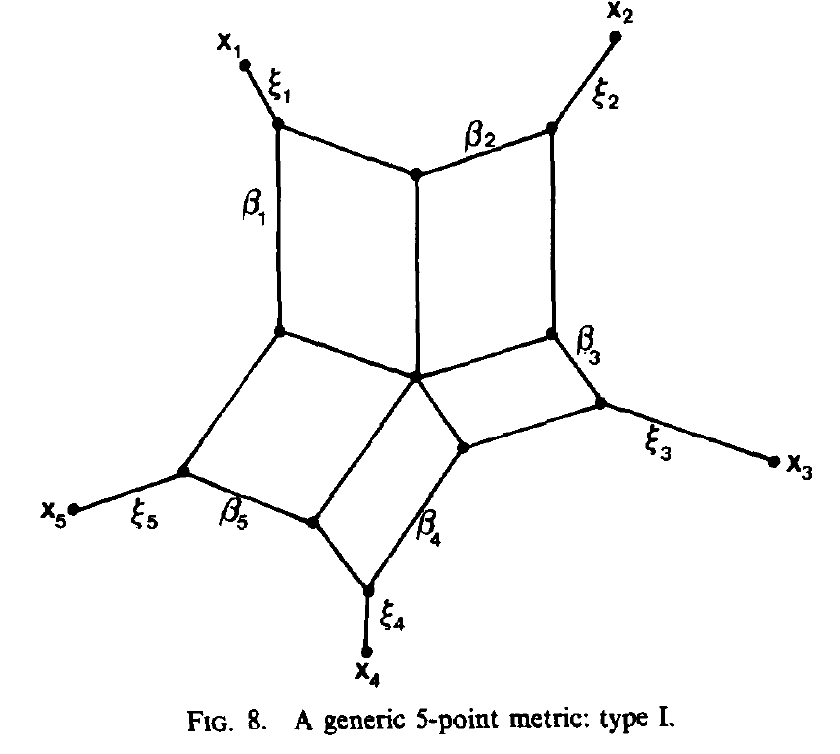 x₂
x₁
ξ₁
ξ₂
β₂
β₁
β₃
ξ₃
x₃
x₅
ξ₅
β₅
β₄
ξ₄
x₄
FIG. 8. A generic 5-point metric: type I.